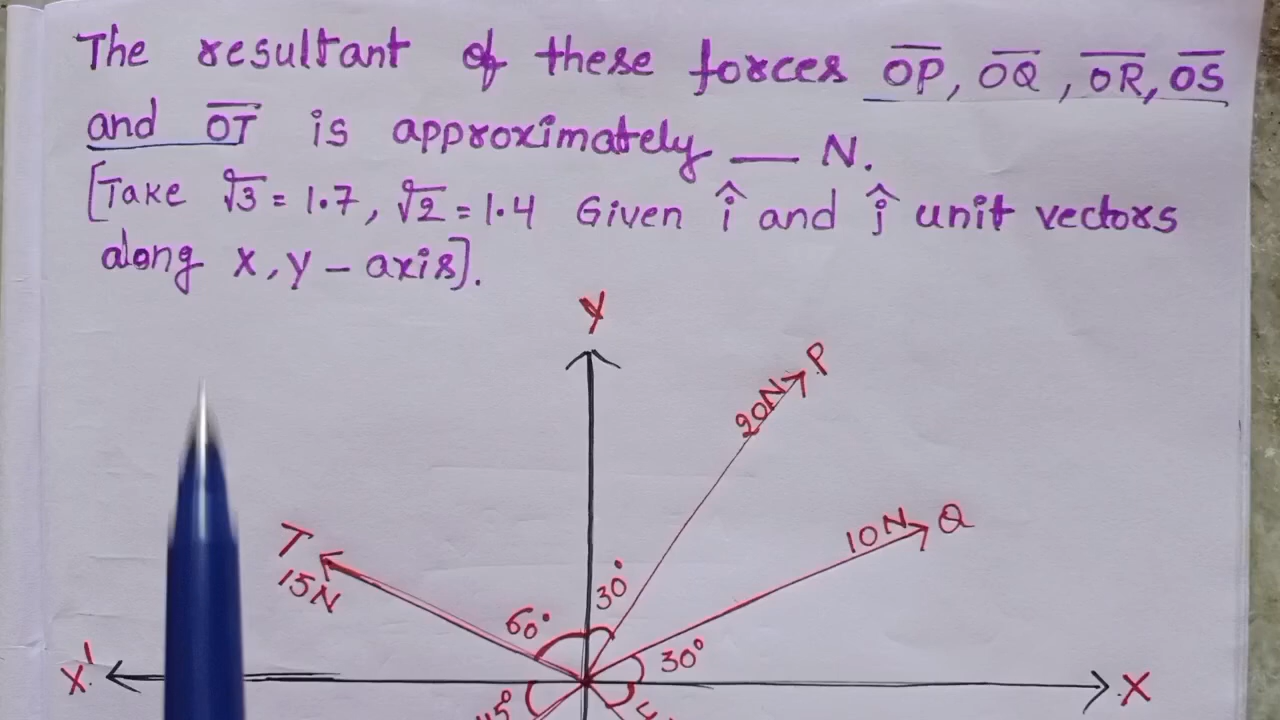 The resultant of these forces OP, OQ, OR, OS
and OT is approximately __ N.
[Take √3 = 1.7, √2 = 1.4 Given î and ĵ unit vectors
along x, y - axis].
Y
P
20N
10N Q
T
15N
60°
30°
30°
X'
X